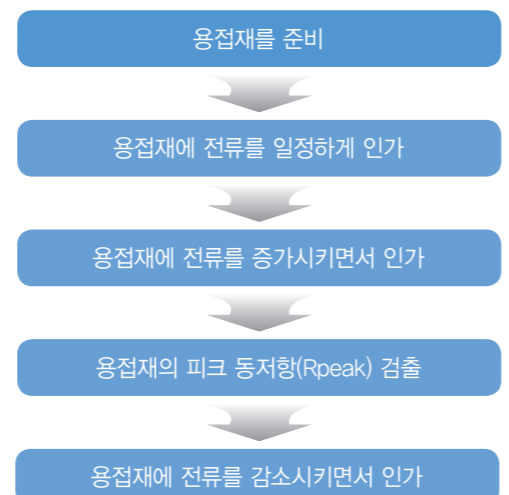 용접재를 준비
용접재에 전류를 일정하게 인가
용접재에 전류를 증가시키면서 인가
용접재의 피크 동저항(Rpeak) 검출
용접재에 전류를 감소시키면서 인가